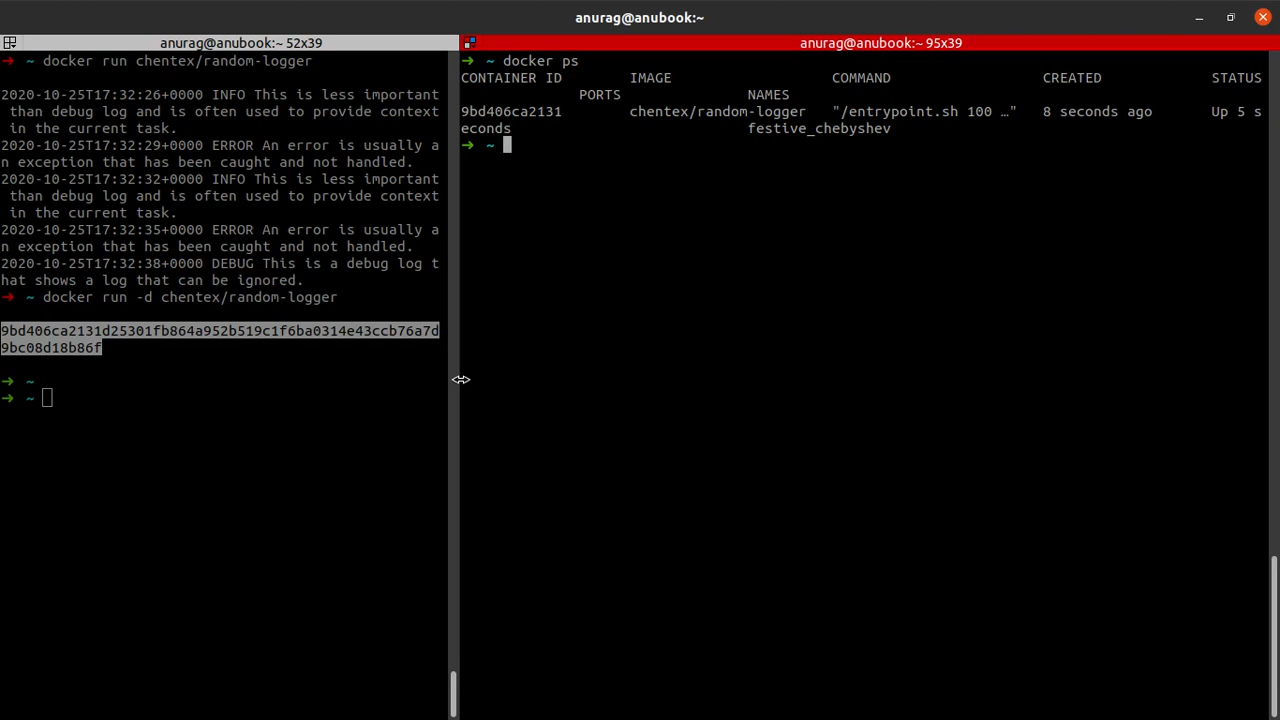 anurag@anubook:~
anurag@anubook:~ 52x39
➜ ~ docker run chentex/random-logger
2020-10-25T17:32:26+0000 INFO This is less important
than debug log and is often used to provide context
in the current task.
2020-10-25T17:32:29+0000 ERROR An error is usually a
n exception that has been caught and not handled.
2020-10-25T17:32:32+0000 INFO This is less important
than debug log and is often used to provide context
in the current task.
2020-10-25T17:32:35+0000 ERROR An error is usually a
n exception that has been caught and not handled.
2020-10-25T17:32:38+0000 DEBUG This is a debug log t
hat shows a log that can be ignored.
➜ ~ docker run -d chentex/random-logger
9bd406ca2131d25301fb864a952b519c1f6ba0314e43ccb76a7d
9bc08d18b86f
➜ ~
➜ ~
anurag@anubook:~ 95x39
➜ ~ docker ps
CONTAINER ID IMAGE COMMAND CREATED STATUS
PORTS NAMES
9bd406ca2131 chentex/random-logger "/entrypoint.sh 100 …" 8 seconds ago Up 5 s
econds festive_chebyshev
➜ ~